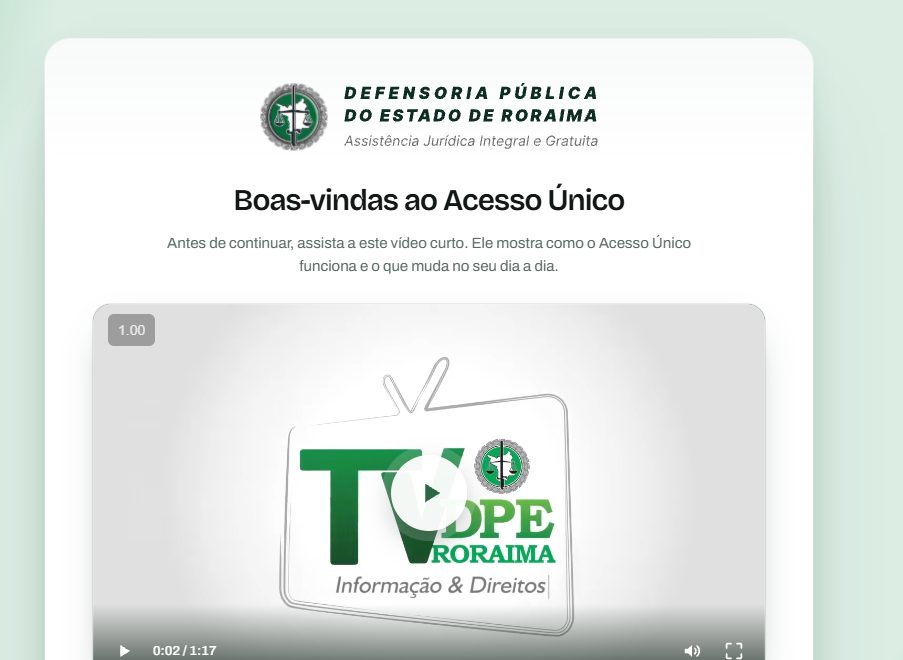 DEFENSORIA PÚBLICA
DO ESTADO DE RORAIMA
Assistência Jurídica Integral e Gratuita
Boas-vindas ao Acesso Único
Antes de continuar, assista a este vídeo curto. Ele mostra como o Acesso Único
funciona e o que muda no seu dia a dia.
1.00
TV DPE
RORAIMA
Informação & Direitos
0:02 / 1:17